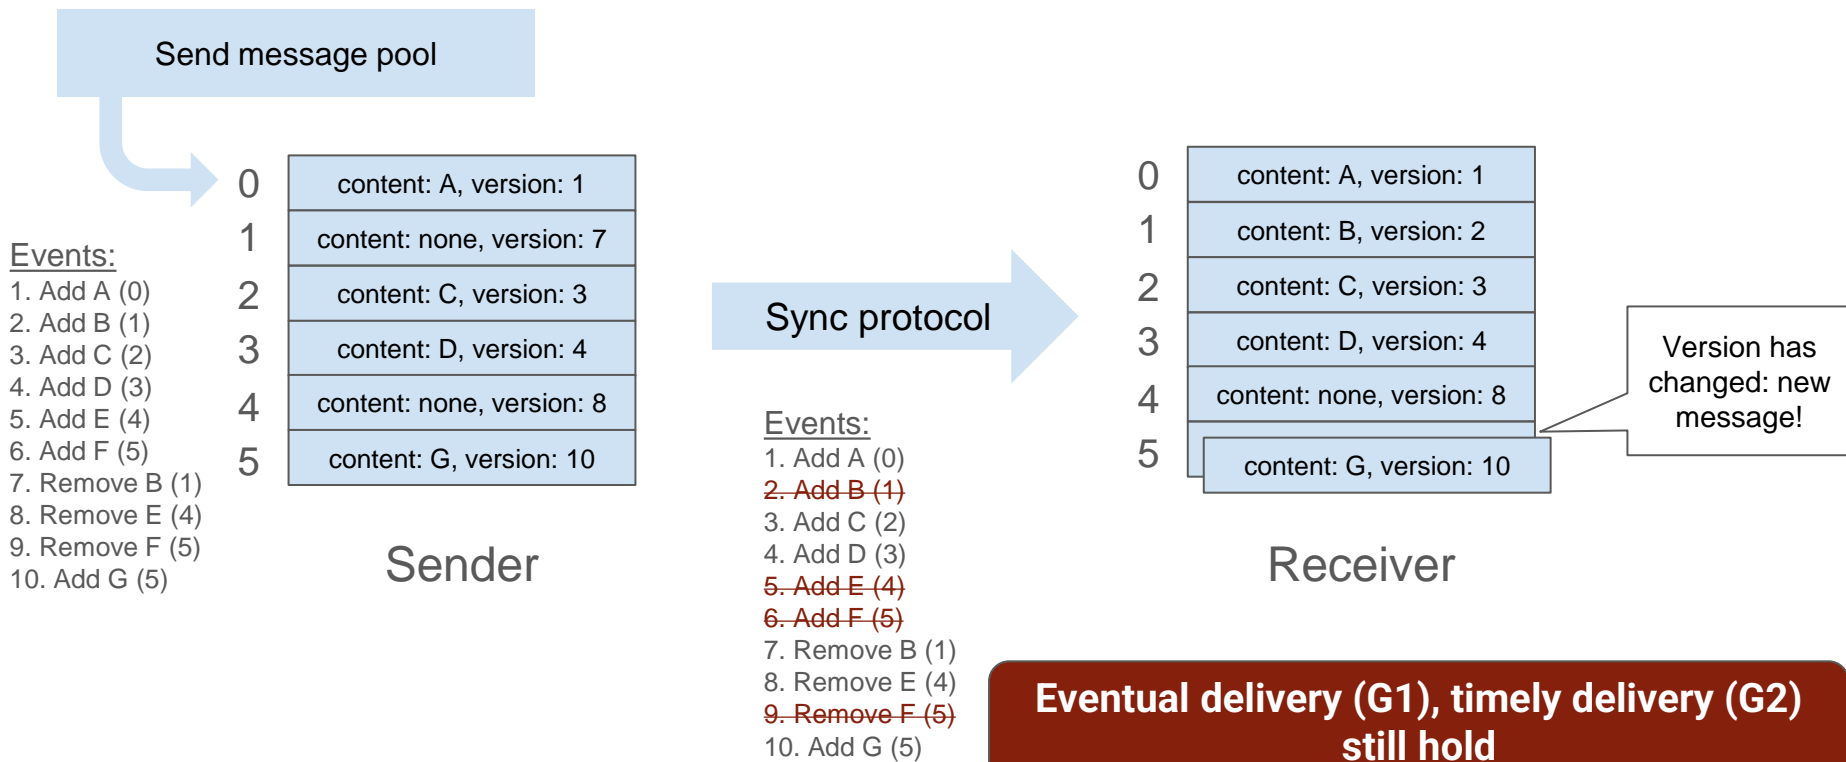 Send message pool
0
content: A, version: 1
1
content: none, version: 7
2
content: C, version: 3
3
content: D, version: 4
4
content: none, version: 8
5
content: G, version: 10
Sender
Events:
1. Add A (0)
2. Add B (1)
3. Add C (2)
4. Add D (3)
5. Add E (4)
6. Add F (5)
7. Remove B (1)
8. Remove E (4)
9. Remove F (5)
10. Add G (5)
Sync protocol
Events:
1. Add A (0)
2. Add B (1)
3. Add C (2)
4. Add D (3)
5. Add E (4)
6. Add F (5)
7. Remove B (1)
8. Remove E (4)
9. Remove F (5)
10. Add G (5)
0
content: A, version: 1
1
content: B, version: 2
2
content: C, version: 3
3
content: D, version: 4
4
content: none, version: 8
5
content: G, version: 10
Receiver
Version has
changed: new
message!
Eventual delivery (G1), timely delivery (G2)
still hold